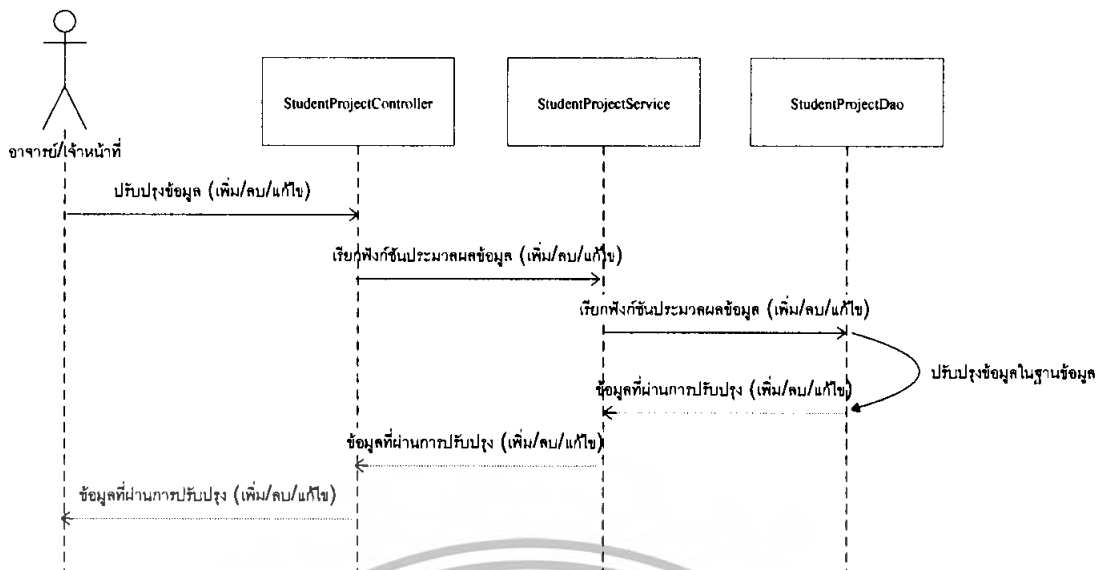 StudentProjectController
StudentProjectService
StudentProjectDao
อาจารย์/เจ้าหน้าที่
ปรับปรุงข้อมูล (เพิ่ม/ลบ/แก้ไข)
เรียกฟังก์ชันประมวลผลข้อมูล (เพิ่ม/ลบ/แก้ไข)
เรียกฟังก์ชันประมวลผลข้อมูล (เพิ่ม/ลบ/แก้ไข)
ปรับปรุงข้อมูลในฐานข้อมูล
ข้อมูลที่ผ่านการปรับปรุง (เพิ่ม/ลบ/แก้ไข)
ข้อมูลที่ผ่านการปรับปรุง (เพิ่ม/ลบ/แก้ไข)
ข้อมูลที่ผ่านการปรับปรุง (เพิ่ม/ลบ/แก้ไข)